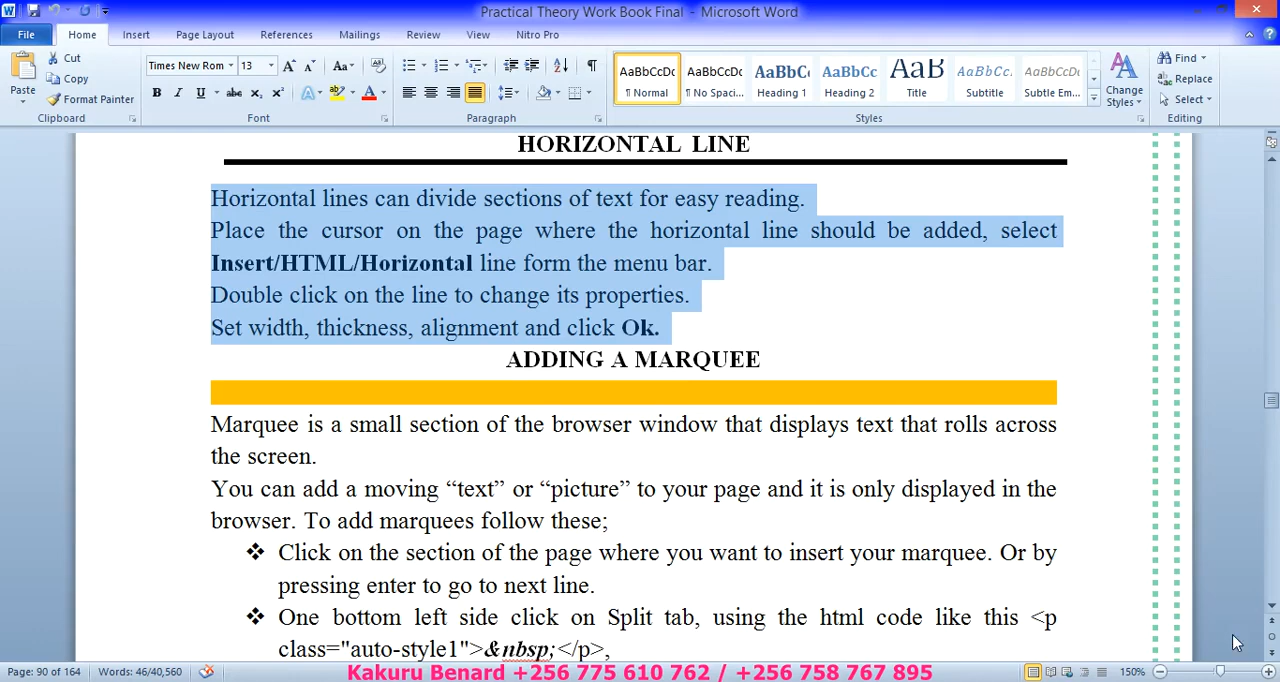 Practical Theory Work Book Final - Microsoft Word
File Home Insert Page Layout References Mailings Review View Nitro Pro
Paste
Cut
Copy
Format Painter
Clipboard
Times New Rom 13
B I U abc x₂ x²
Font
Paragraph
AaBbCcDc AaBbCcDc AaBbCc AaBbCc AaB AaBbCc. AaBbCcDc
¶ Normal ¶ No Spaci... Heading 1 Heading 2 Title Subtitle Subtle Em...
Change Styles
Styles
Find
Replace
Select
Editing
HORIZONTAL LINE
Horizontal lines can divide sections of text for easy reading.
Place the cursor on the page where the horizontal line should be added, select
Insert/HTML/Horizontal line form the menu bar.
Double click on the line to change its properties.
Set width, thickness, alignment and click Ok.
ADDING A MARQUEE
Marquee is a small section of the browser window that displays text that rolls across
the screen.
You can add a moving “text” or “picture” to your page and it is only displayed in the
browser. To add marquees follow these;
❖ Click on the section of the page where you want to insert your marquee. Or by
pressing enter to go to next line.
❖ One bottom left side click on Split tab, using the html code like this <p
class="auto-style1">&nbsp;</p>,
Page: 90 of 164 Words: 46/40,560 Kakuru Benard +256 775 610 762 / +256 758 767 895 150%